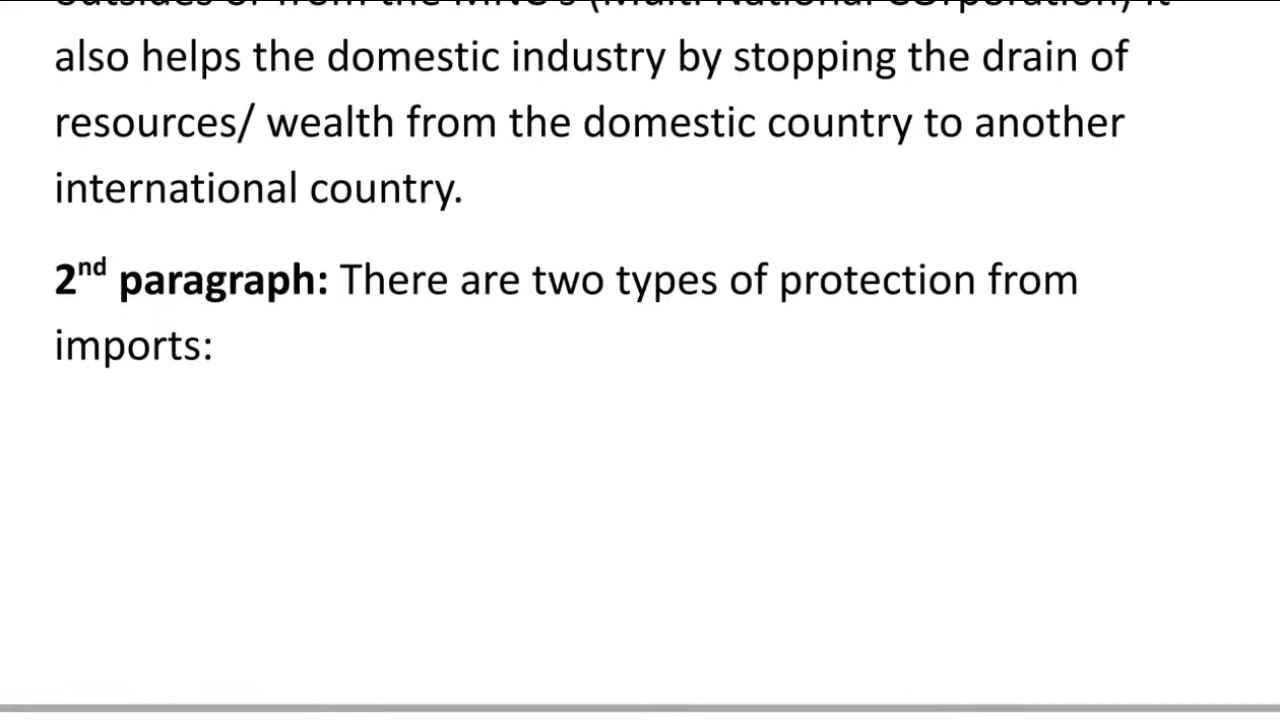 outsides or from the MNC's (Multi National COrporation) it
also helps the domestic industry by stopping the drain of
resources/ wealth from the domestic country to another
international country.
2nd paragraph: There are two types of protection from
imports: